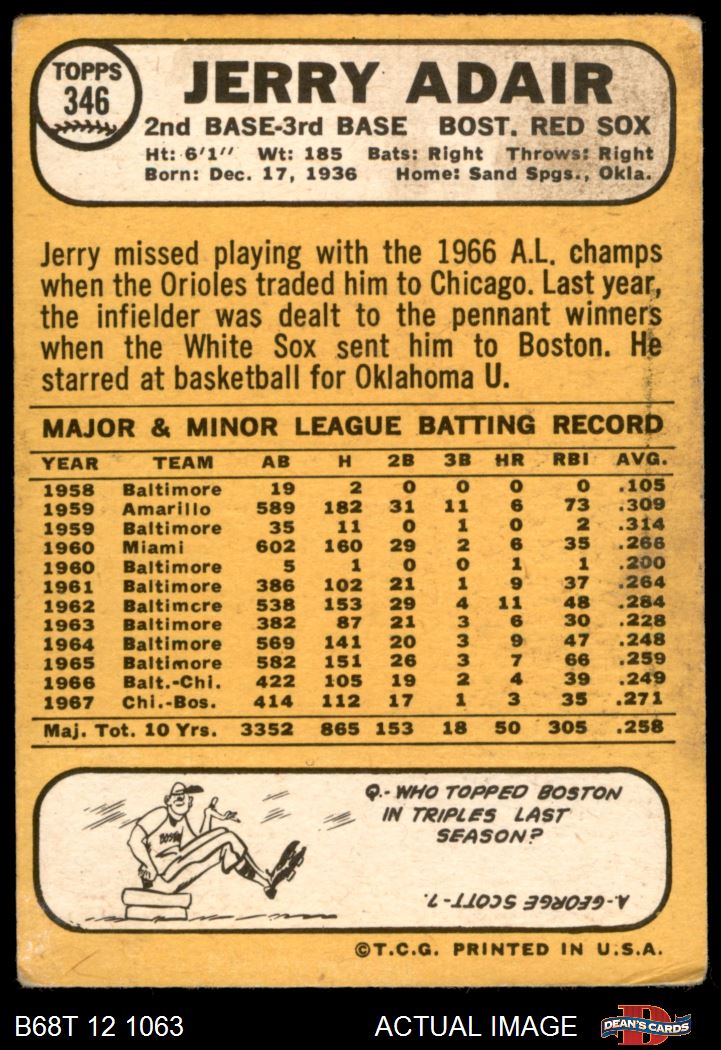 TOPPS
346
JERRY ADAIR
2nd BASE-3rd BASE BOST. RED SOX
Ht: 6'1'' Wt: 185 Bats: Right Throws: Right
Born: Dec. 17, 1936 Home: Sand Spgs., Okla.
Jerry missed playing with the 1966 A.L. champs
when the Orioles traded him to Chicago. Last year,
the infielder was dealt to the pennant winners
when the White Sox sent him to Boston. He
starred at basketball for Oklahoma U.
MAJOR & MINOR LEAGUE BATTING RECORD
YEAR TEAM AB H 2B 3B HR RBI AVG.
1958 Baltimore 19 2 0 0 0 0 .105
1959 Amarillo 589 182 31 11 6 73 .309
1959 Baltimore 35 11 0 1 0 2 .314
1960 Miami 602 160 29 2 6 35 .266
1960 Baltimore 5 1 0 0 1 1 .200
1961 Baltimore 386 102 21 1 9 37 .264
1962 Baltimore 538 153 29 4 11 48 .284
1963 Baltimore 382 87 21 3 6 30 .228
1964 Baltimore 569 141 20 3 9 47 .248
1965 Baltimore 582 151 26 3 7 66 .259
1966 Balt.-Chi. 422 105 19 2 4 39 .249
1967 Chi.-Bos. 414 112 17 1 3 35 .271
Maj. Tot. 10 Yrs. 3352 865 153 18 50 305 .258
BOSTON
Q.- WHO TOPPED BOSTON
IN TRIPLES LAST
SEASON?
A.-GEORGE SCOTT-7.
©T.C.G. PRINTED IN U.S.A.
B68T 12 1063 ACTUAL IMAGE
DEAN'S CARDS